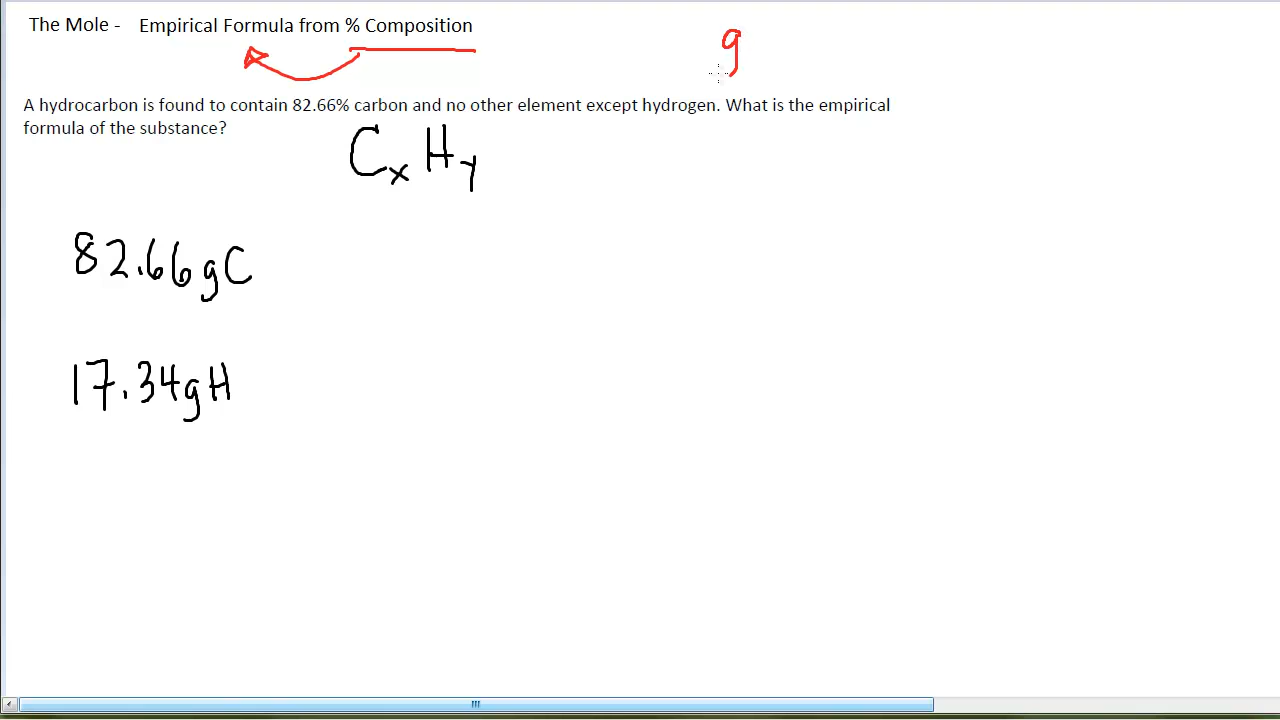 The Mole - Empirical Formula from % Composition
g
A hydrocarbon is found to contain 82.66% carbon and no other element except hydrogen. What is the empirical
formula of the substance?
CxHy
82.66gC
17.34gH